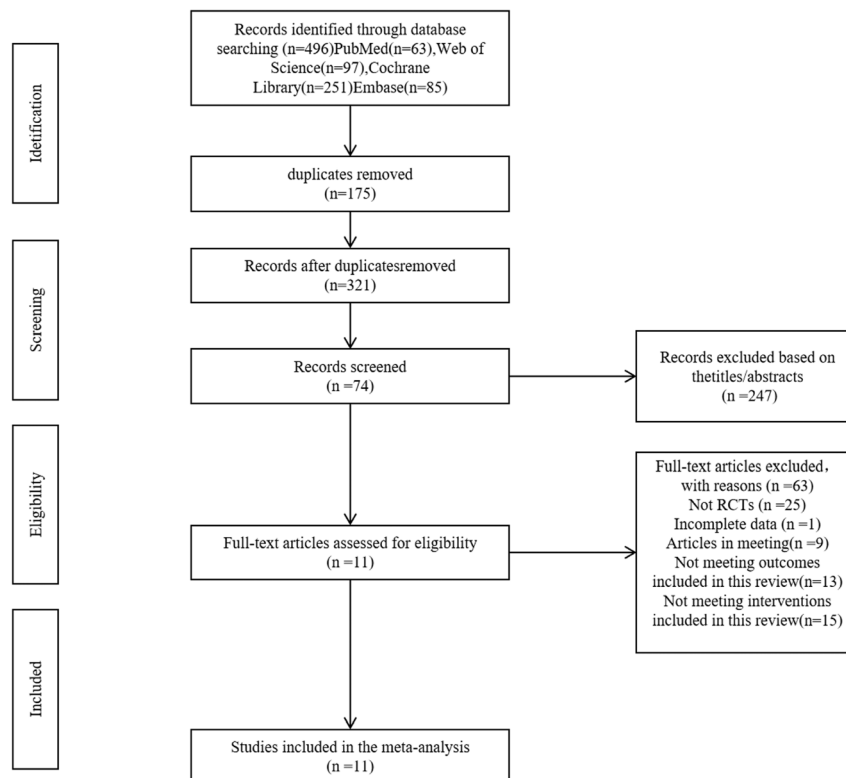 Records identified through database
searching (n=496)PubMed(n=63),Web of
Science(n=97),Cochrane
Library(n=251)Embase(n=85)
Idetification
duplicates removed
(n=175)
Records after duplicatesremoved
(n=321)
Screening
Records screened
(n =74)
Records excluded based on
thetitles/abstracts
(n =247)
Eligibility
Full-text articles assessed for eligibility
(n =11)
Full-text articles excluded，
with reasons (n =63)
Not RCTs (n =25)
Incomplete data (n =1)
Articles in meeting(n =9)
Not meeting outcomes
included in this review(n=13)
Not meeting interventions
included in this review(n=15)
Included
Studies included in the meta-analysis
(n =11)